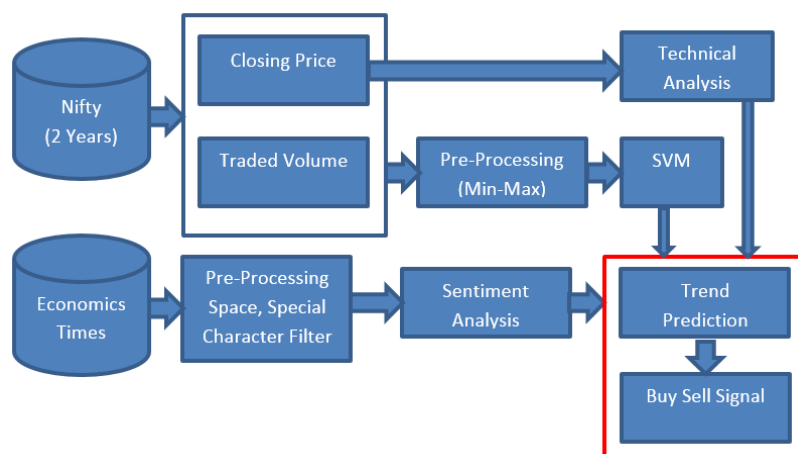 Nifty
(2 Years)
Closing Price
Traded Volume
Technical
Analysis
Pre-Processing
(Min-Max)
SVM
Economics
Times
Pre-Processing
Space, Special
Character Filter
Sentiment
Analysis
Trend
Prediction
Buy Sell Signal